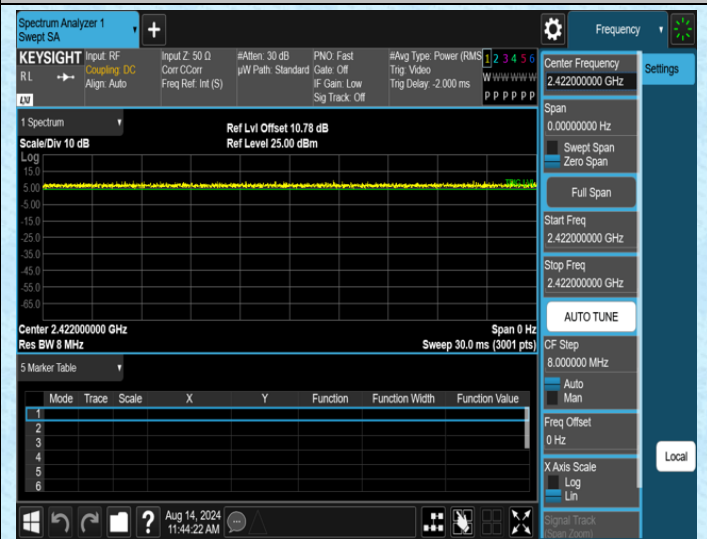 Spectrum Analyzer 1
Swept SA
+
Frequency
KEYSIGHT
RL
LXI
Input: RF
Coupling: DC
Align: Auto
Input Z: 50 Ω
Corr CCorr
Freq Ref: Int (S)
#Atten: 30 dB
µW Path: Standard
PNO: Fast
Gate: Off
IF Gain: Low
Sig Track: Off
#Avg Type: Power (RMS
Trig: Video
Trig Delay: -2.000 ms
1 2 3 4 5 6
W W W W W W
P P P P P P
1 Spectrum
Scale/Div 10 dB
Ref Lvl Offset 10.78 dB
Ref Level 25.00 dBm
Log
15.0
5.00
-5.00
-15.0
-25.0
-35.0
-45.0
-55.0
-65.0
TRIG LVL
Center 2.422000000 GHz
Res BW 8 MHz
Span 0 Hz
Sweep 30.0 ms (3001 pts)
5 Marker Table
Mode Trace Scale X Y Function Function Width Function Value
1
2
3
4
5
6
?
Aug 14, 2024
11:44:22 AM
Center Frequency
2.422000000 GHz
Span
0.00000000 Hz
Swept Span
Zero Span
Full Span
Start Freq
2.422000000 GHz
Stop Freq
2.422000000 GHz
AUTO TUNE
CF Step
8.000000 MHz
Auto
Man
Freq Offset
0 Hz
X Axis Scale
Log
Lin
Signal Track
(Span Zoom)
Settings
Local